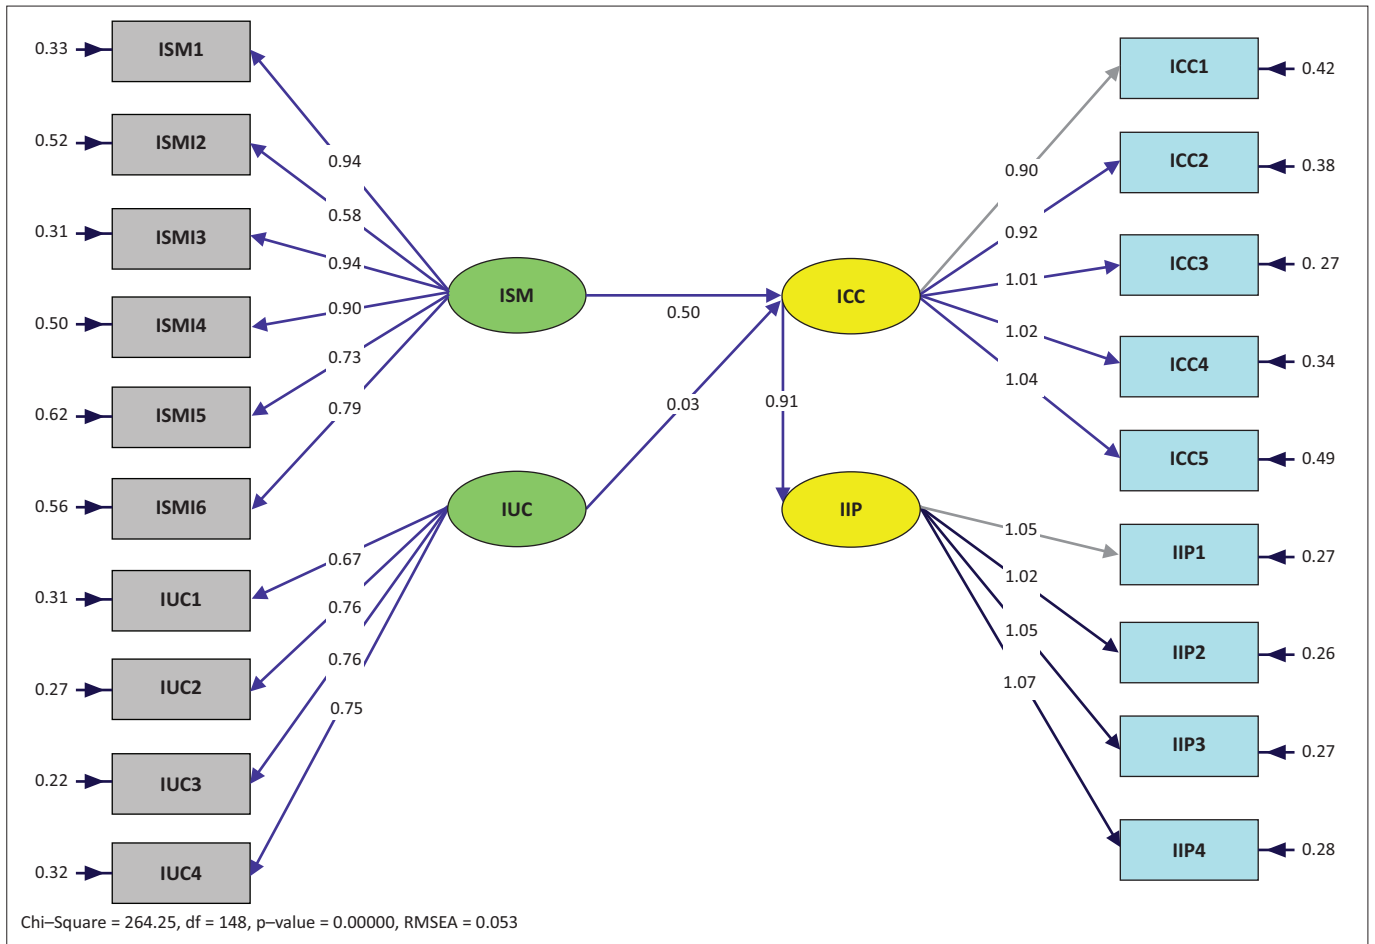 0.33
ISM1
0.52
ISMI2
0.31
ISMI3
0.50
ISMI4
0.62
ISMI5
0.56
ISMI6
0.31
IUC1
0.27
IUC2
0.22
IUC3
0.32
IUC4
0.94
0.58
0.94
0.90
0.73
0.79
0.67
0.76
0.76
0.75
ISM
IUC
0.50
0.03
0.91
ICC
IIP
0.90
0.92
1.01
1.02
1.04
1.05
1.02
1.05
1.07
ICC1
0.42
ICC2
0.38
ICC3
0. 27
ICC4
0.34
ICC5
0.49
IIP1
0.27
IIP2
0.26
IIP3
0.27
IIP4
0.28
Chi–Square = 264.25, df = 148, p–value = 0.00000, RMSEA = 0.053